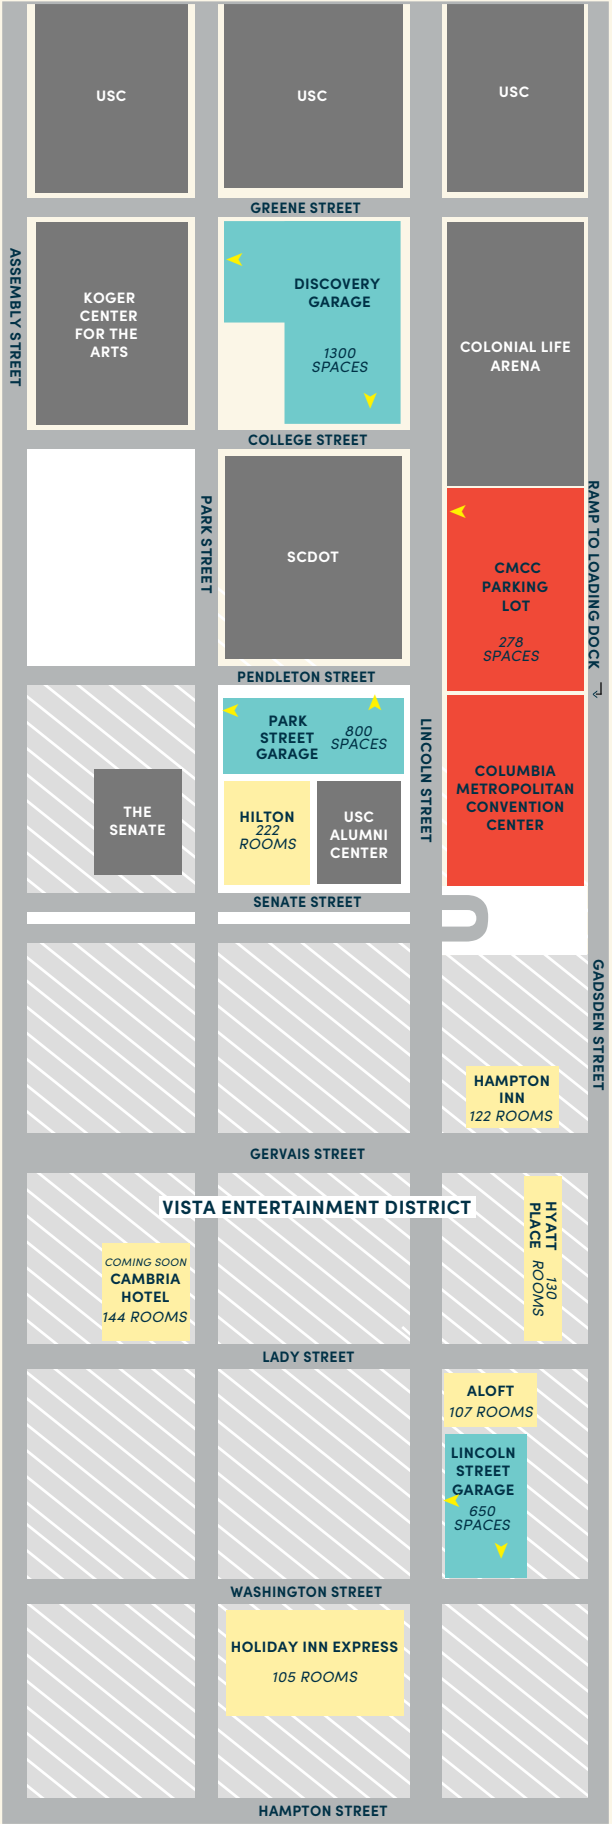 USC
USC
USC
GREENE STREET
ASSEMBLY STREET
KOGER
CENTER
FOR THE
ARTS
DISCOVERY
GARAGE
1300
SPACES
COLONIAL LIFE
ARENA
COLLEGE STREET
PARK STREET
SCDOT
CMCC
PARKING
LOT
278
SPACES
RAMP TO LOADING DOCK
PENDLETON STREET
PARK
STREET
GARAGE
800
SPACES
LINCOLN STREET
THE
SENATE
HILTON
222
ROOMS
USC
ALUMNI
CENTER
COLUMBIA
METROPOLITAN
CONVENTION
CENTER
SENATE STREET
GADSDEN STREET
HAMPTON
INN
122 ROOMS
GERVAIS STREET
VISTA ENTERTAINMENT DISTRICT
COMING SOON
CAMBRIA
HOTEL
144 ROOMS
HYATT
PLACE
130
ROOMS
LADY STREET
ALOFT
107 ROOMS
LINCOLN
STREET
GARAGE
650
SPACES
WASHINGTON STREET
HOLIDAY INN EXPRESS
105 ROOMS
HAMPTON STREET